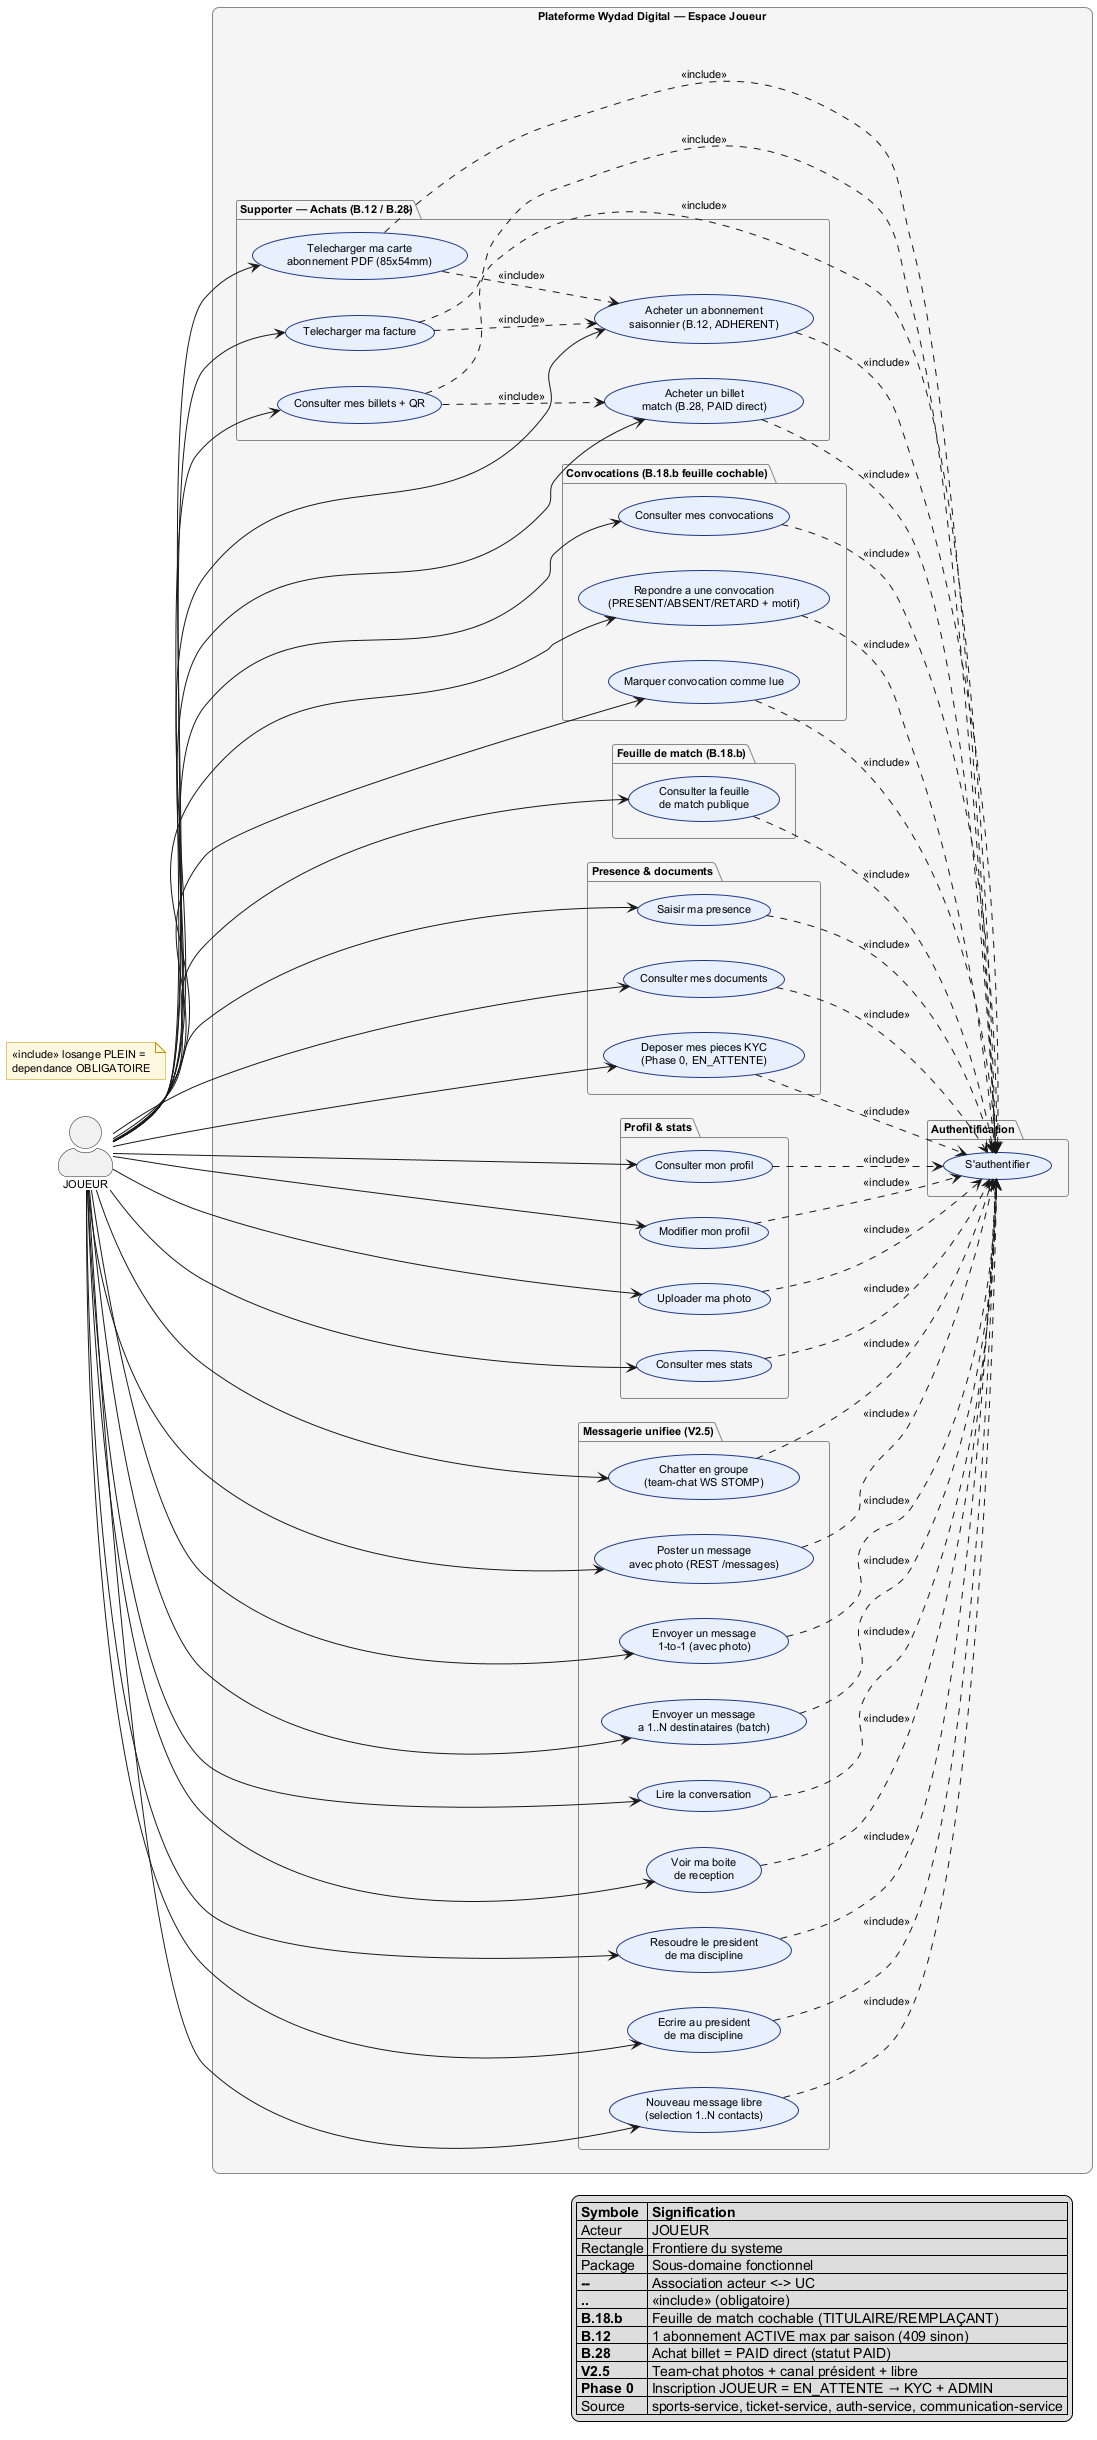 Plateforme Wydad Digital — Espace Joueur
«include»
«include»
«include»
Supporter — Achats (B.12 / B.28)
Telecharger ma carte
abonnement PDF (85x54mm)
«include»
Acheter un abonnement
saisonnier (B.12, ADHERENT)
Telecharger ma facture
«include»
«include»
Acheter un billet
match (B.28, PAID direct)
Consulter mes billets + QR
«include»
«include»
Convocations (B.18.b feuille cochable)
Consulter mes convocations
«include»
Repondre a une convocation
(PRESENT/ABSENT/RETARD + motif)
«include»
Marquer convocation comme lue
«include»
Feuille de match (B.18.b)
Consulter la feuille
de match publique
«include»
Presence & documents
Saisir ma presence
«include»
Consulter mes documents
«include»
Deposer mes pieces KYC
(Phase 0, EN_ATTENTE)
«include»
«include» losange PLEIN =
dependance OBLIGATOIRE
JOUEUR
Profil & stats
Authentification
Consulter mon profil
«include»
S'authentifier
«include»
Modifier mon profil
«include»
Uploader ma photo
«include»
Consulter mes stats
«include»
Messagerie unifiee (V2.5)
«include»
Chatter en groupe
(team-chat WS STOMP)
«include»
Poster un message
avec photo (REST /messages)
«include»
Envoyer un message
1-to-1 (avec photo)
«include»
Envoyer un message
a 1..N destinataires (batch)
«include»
Lire la conversation
«include»
Voir ma boite
de reception
«include»
Resoudre le president
de ma discipline
«include»
Ecrire au president
de ma discipline
Nouveau message libre
(selection 1..N contacts)
Symbole Signification
Acteur JOUEUR
Rectangle Frontiere du systeme
Package Sous-domaine fonctionnel
-- Association acteur <-> UC
.. «include» (obligatoire)
B.18.b Feuille de match cochable (TITULAIRE/REMPLAÇANT)
B.12 1 abonnement ACTIVE max par saison (409 sinon)
B.28 Achat billet = PAID direct (statut PAID)
V2.5 Team-chat photos + canal président + libre
Phase 0 Inscription JOUEUR = EN_ATTENTE → KYC + ADMIN
Source sports-service, ticket-service, auth-service, communication-service